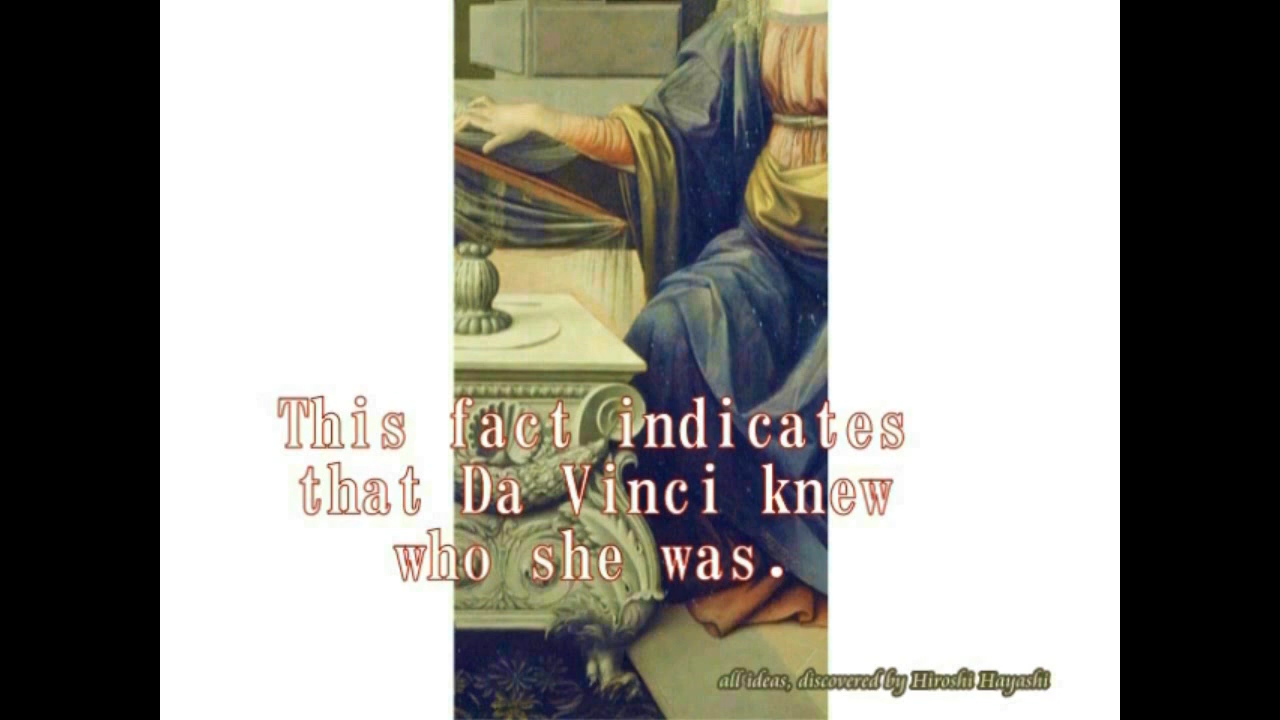 This fact indicates
that Da Vinci knew
who she was.
all ideas, discovered by Hiroshi Hayashi